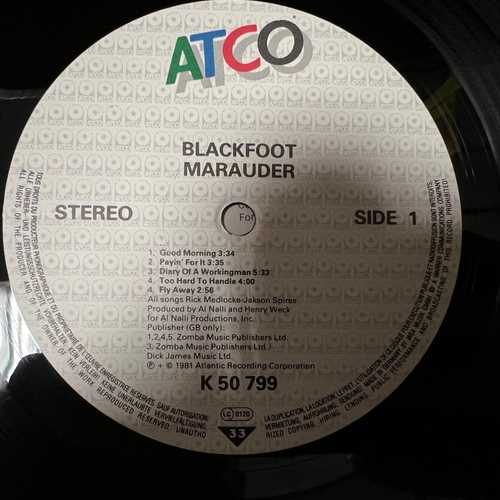 ATCO
BLACKFOOT
MARAUDER
STEREO
SIDE 1
1. Good Morning 3:34
2. Payin' For It 3:35
3. Diary Of A Workingman 5:33
4. Too Hard To Handle 4:00
5. Fly Away 2:56
All songs Rick Medlocke-Jakson Spires
Produced by Al Nalli and Henry Weck
for Al Nalli Productions, Inc.
Publisher (GB only):
1,2,4,5. Zomba Music Publishers Ltd.
3. Zomba Music Publishers Ltd./
Dick James Music Ltd.
℗ + © 1981 Atlantic Recording Corporation
K 50 799
LC 0120
33